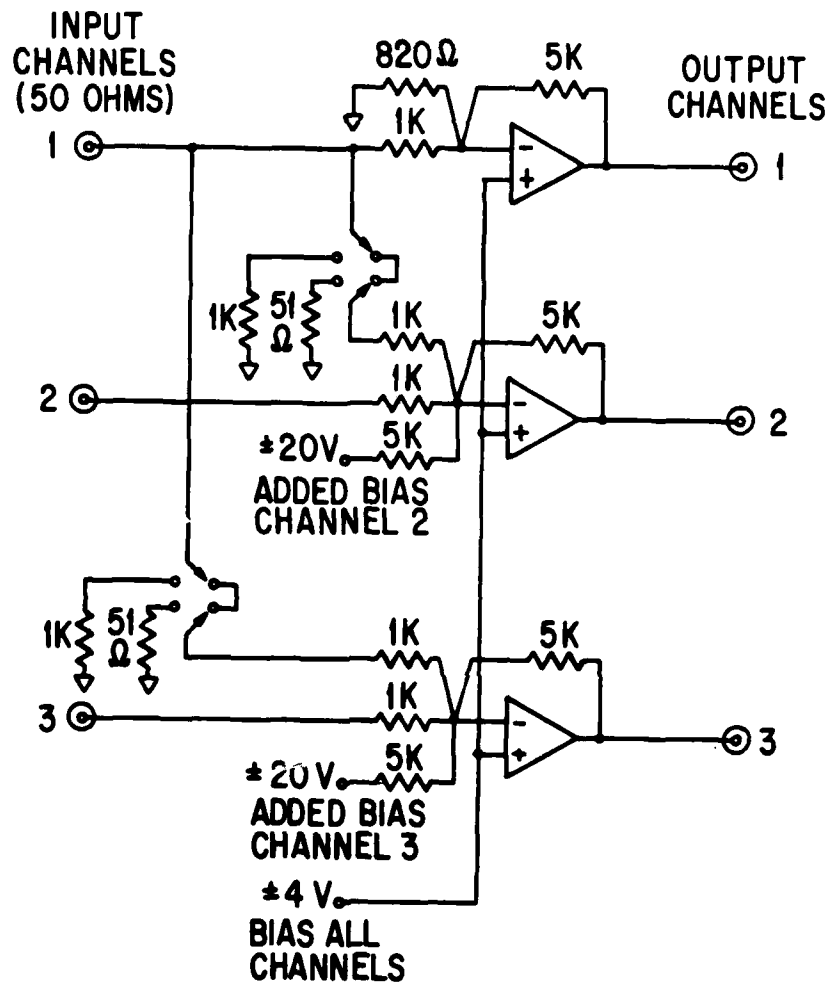 INPUT
CHANNELS
(50 OHMS)
820Ω
5K
OUTPUT
CHANNELS
1
1K
1
1K
51
Ω
1K
5K
2
1K
2
±20V
5K
ADDED BIAS
CHANNEL 2
1K
51
Ω
1K
5K
3
1K
3
±20V
5K
ADDED BIAS
CHANNEL 3
±4 V
BIAS ALL
CHANNELS